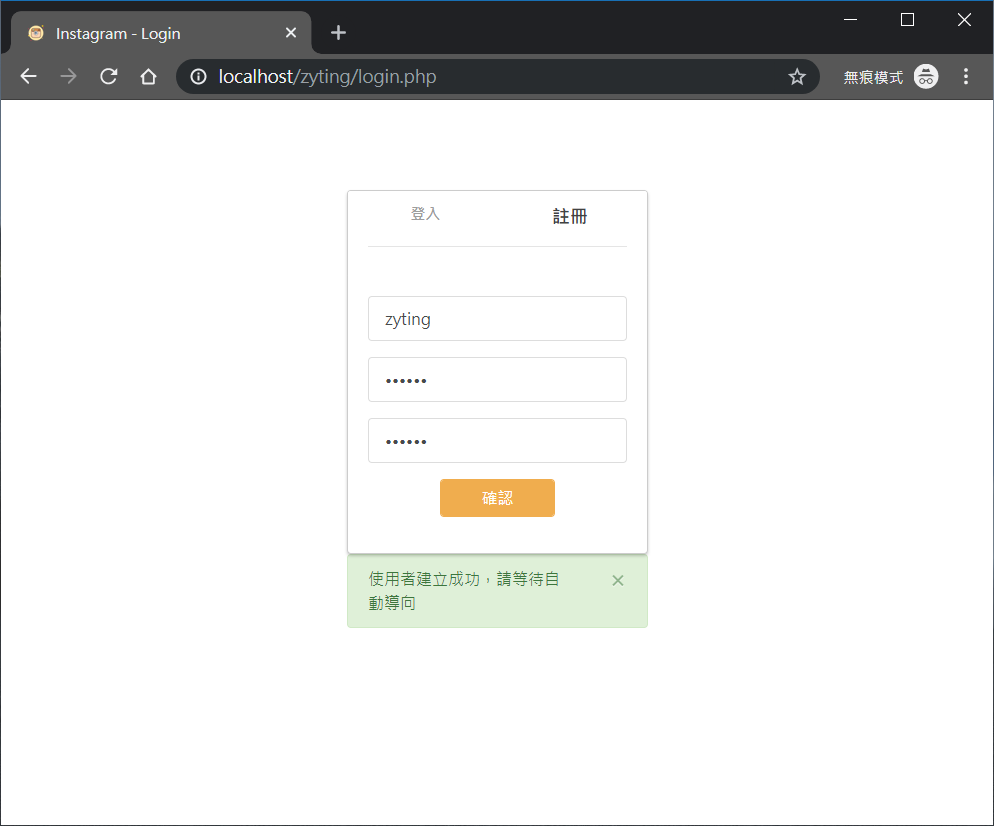 Instagram - Login
localhost/zyting/login.php
無痕模式
登入
註冊
zyting
••••••
••••••
確認
使用者建立成功，請等待自
動導向